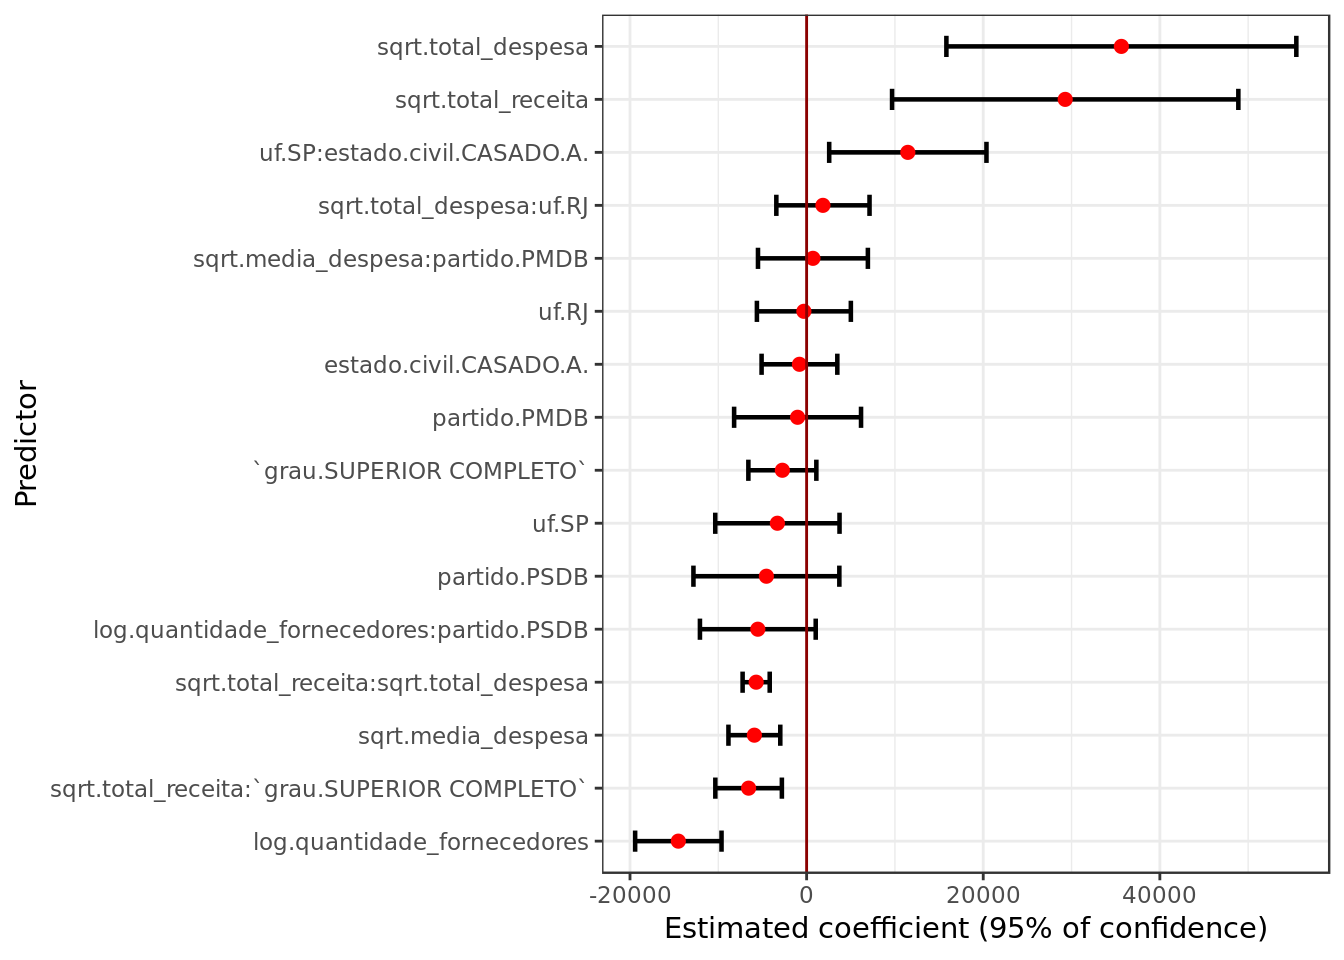 sqrt.total_despesa
sqrt.total_receita
uf.SP:estado.civil.CASADO.A.
sqrt.total_despesa:uf.RJ
sqrt.media_despesa:partido.PMDB
uf.RJ
estado.civil.CASADO.A.
partido.PMDB
`grau.SUPERIOR COMPLETO`
uf.SP
partido.PSDB
log.quantidade_fornecedores:partido.PSDB
sqrt.total_receita:sqrt.total_despesa
sqrt.media_despesa
sqrt.total_receita:`grau.SUPERIOR COMPLETO`
log.quantidade_fornecedores
Predictor
-20000 0 20000 40000
Estimated coefficient (95% of confidence)